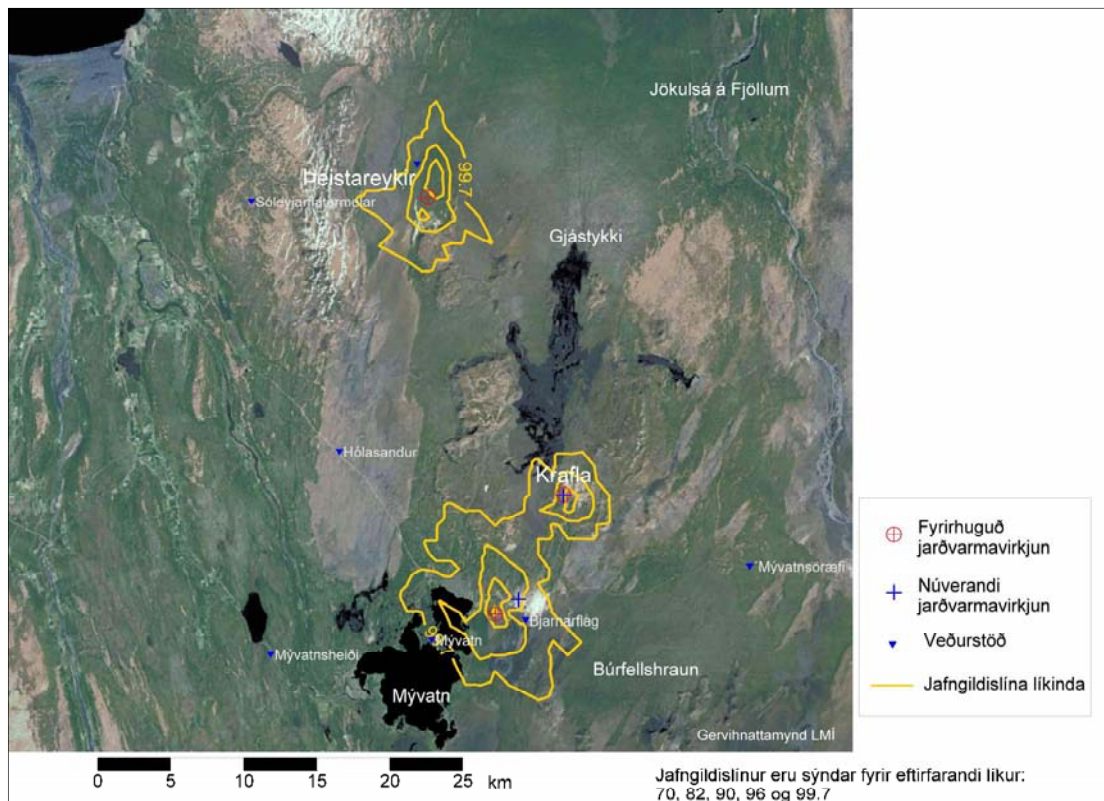 Jökulsá á Fjöllum
Þeistareykir
99.7
Sóleyjarflatarmelar
Gjástykki
Hólasandur
Krafla
Mývatnsöræfi
Bjarnarflag
Mývatn
Mývatnsheiði
Búrfellshraun
Mývatn
Gervihnattamynd LMÍ
Fyrirhuguð
jarðvarmavirkjun
Núverandi
jarðvarmavirkjun
Veðurstöð
Jafngildislína líkinda
0 5 10 15 20 25
km
Jafngildislínur eru sýndar fyrir eftirfarandi líkur:
70, 82, 90, 96 og 99.7